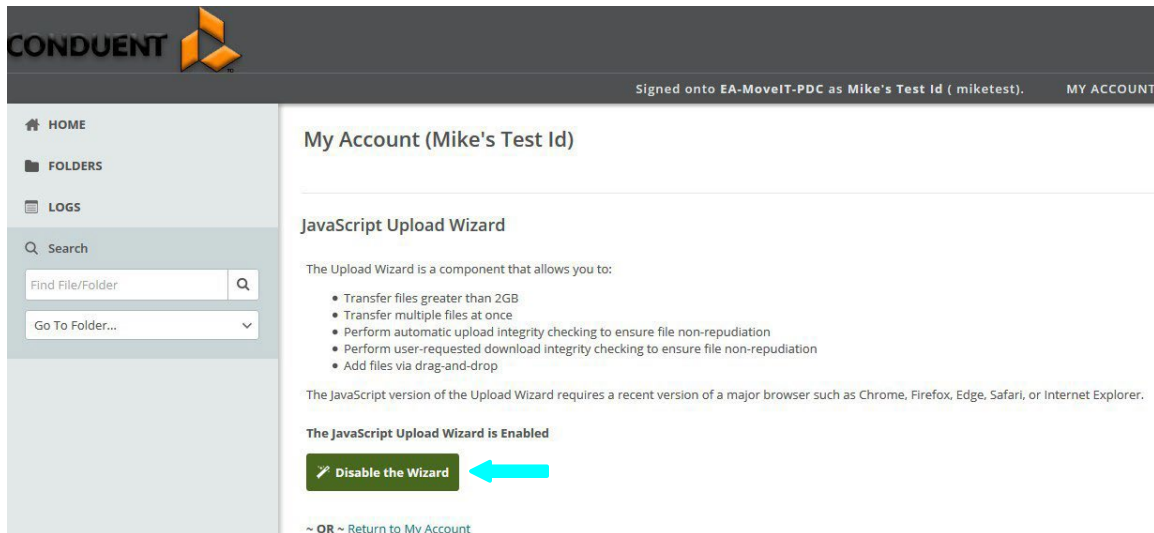 CONDUENT
Signed onto EA-MoveIT-PDC as Mike's Test Id ( miketest).
MY ACCOUNT
HOME
FOLDERS
LOGS
Search
Find File/Folder
Go To Folder...
My Account (Mike's Test Id)
JavaScript Upload Wizard
The Upload Wizard is a component that allows you to:
• Transfer files greater than 2GB
• Transfer multiple files at once
• Perform automatic upload integrity checking to ensure file non-repudiation
• Perform user-requested download integrity checking to ensure file non-repudiation
• Add files via drag-and-drop
The JavaScript version of the Upload Wizard requires a recent version of a major browser such as Chrome, Firefox, Edge, Safari, or Internet Explorer.
The JavaScript Upload Wizard is Enabled
Disable the Wizard
~ OR ~ Return to My Account